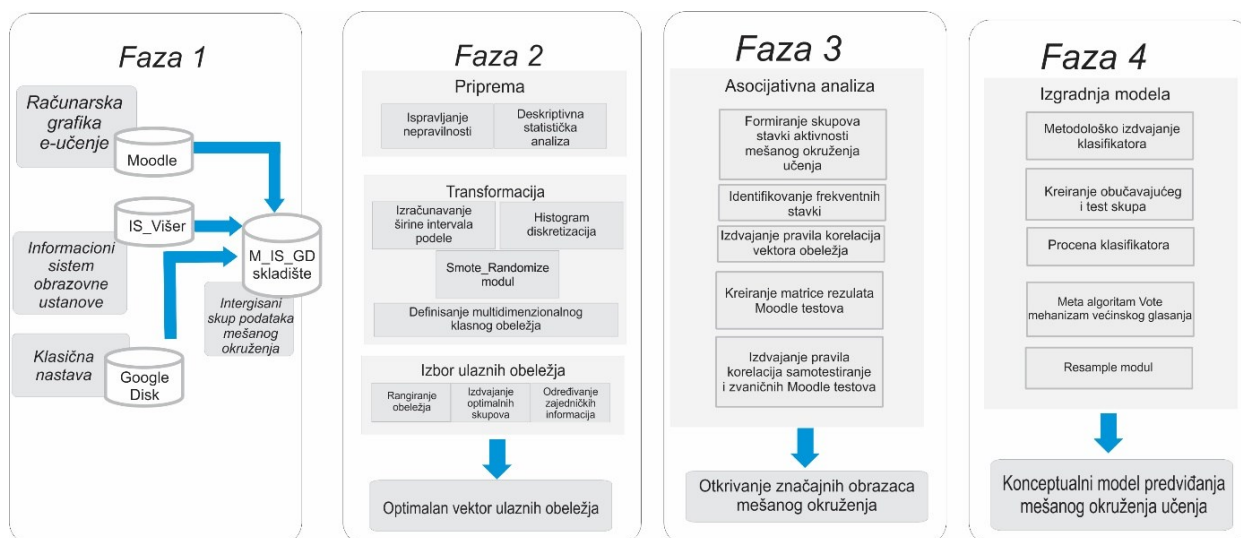 Faza 1
Računarska
grafika
e-učenje
Moodle
IS_Višer
Informacioni
sistem
obrazovne
ustanove
M_IS_GD
skladište
Intergisani
skup podataka
mešanog
okruženja
Klasična
nastava
Google
Disk
Faza 2
Priprema
Ispravljanje
nepravilnosti
Deskriptivna
statistička
analiza
Transformacija
Izračunavanje
širine intervala
podele
Histogram
diskretizacija
Smote_Randomize
modul
Definisanje multidimenzionalnog
klasnog obeležja
Izbor ulaznih obeležja
Rangiranje
obeležja
Izdvajanje
optimalnih
skupova
Određivanje
zajedničkih
informacija
Optimalan vektor ulaznih obeležja
Faza 3
Asocijativna analiza
Formiranje skupova
stavki aktivnosti
mešanog okruženja
učenja
Identifikovanje frekventnih
stavki
Izdvajanje pravila korelacija
vektora obeležja
Kreiranje matrice rezulata
Moodle testova
Izdvajanje pravila
korelacija samotestiranje
i zvaničnih Moodle testova
Otkrivanje značajnih obrazaca
mešanog okruženja
Faza 4
Izgradnja modela
Metodološko izdvajanje
klasifikatora
Kreiranje obučavajućeg
i test skupa
Procena klasifikatora
Meta algoritam Vote
mehanizam većinskog glasanja
Resample modul
Konceptualni model predviđanja
mešanog okruženja učenja